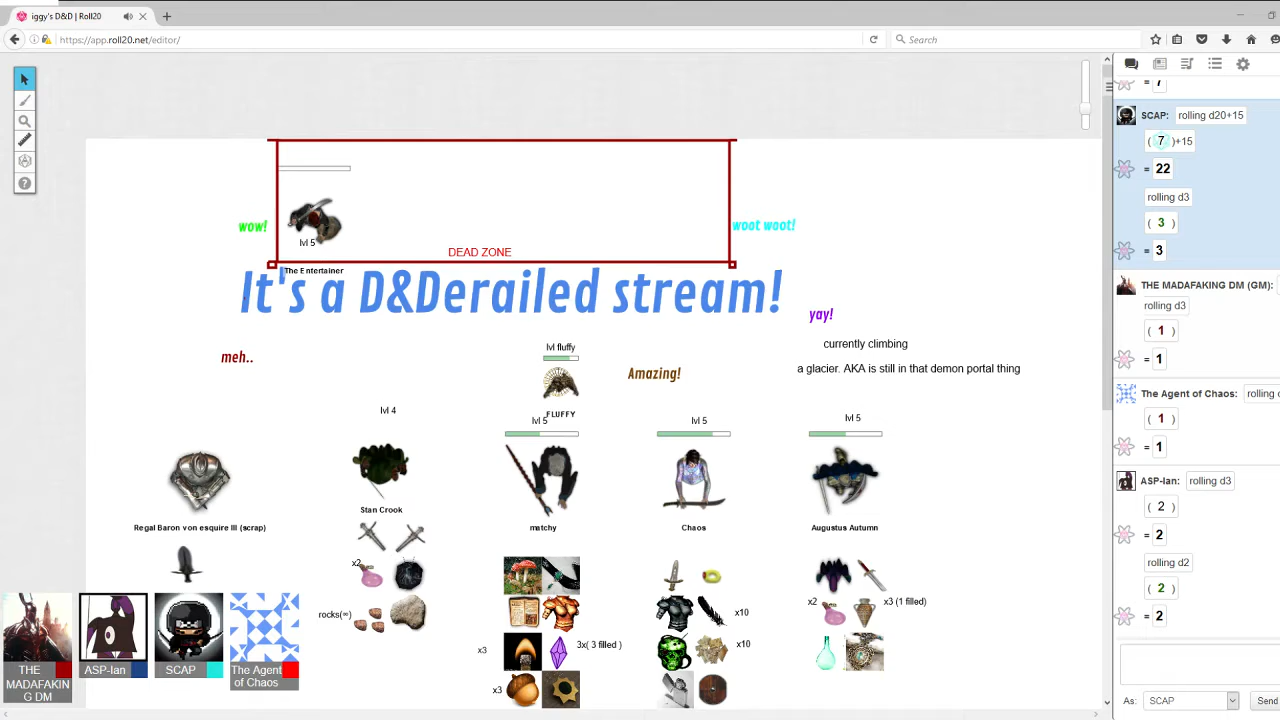 iggy's D&D | Roll20
https://app.roll20.net/editor/
Search
wow!
lvl 5
DEAD ZONE
woot woot!
The Entertainer
It's a D&Derailed stream!
yay!
currently climbing
a glacier. AKA is still in that demon portal thing
meh..
lvl fluffy
Amazing!
FLUFFY
lvl 4
lvl 5
lvl 5
lvl 5
Regal Baron von esquire III (scrap)
Stan Crook
matchy
Chaos
Augustus Autumn
x2
rocks(∞)
x3
3x( 3 filled )
x3
x10
x10
x2
x3 (1 filled)
THE MADAFAKIN G DM
ASP-Ian
SCAP
The Agent of Chaos
= 7
SCAP: rolling d20+15
( 7 )+15
= 22
rolling d3
( 3 )
= 3
THE MADAFAKING DM (GM):
rolling d3
( 1 )
= 1
The Agent of Chaos: rolling
( 1 )
= 1
ASP-Ian: rolling d3
( 2 )
= 2
rolling d2
( 2 )
= 2
As: SCAP
Send